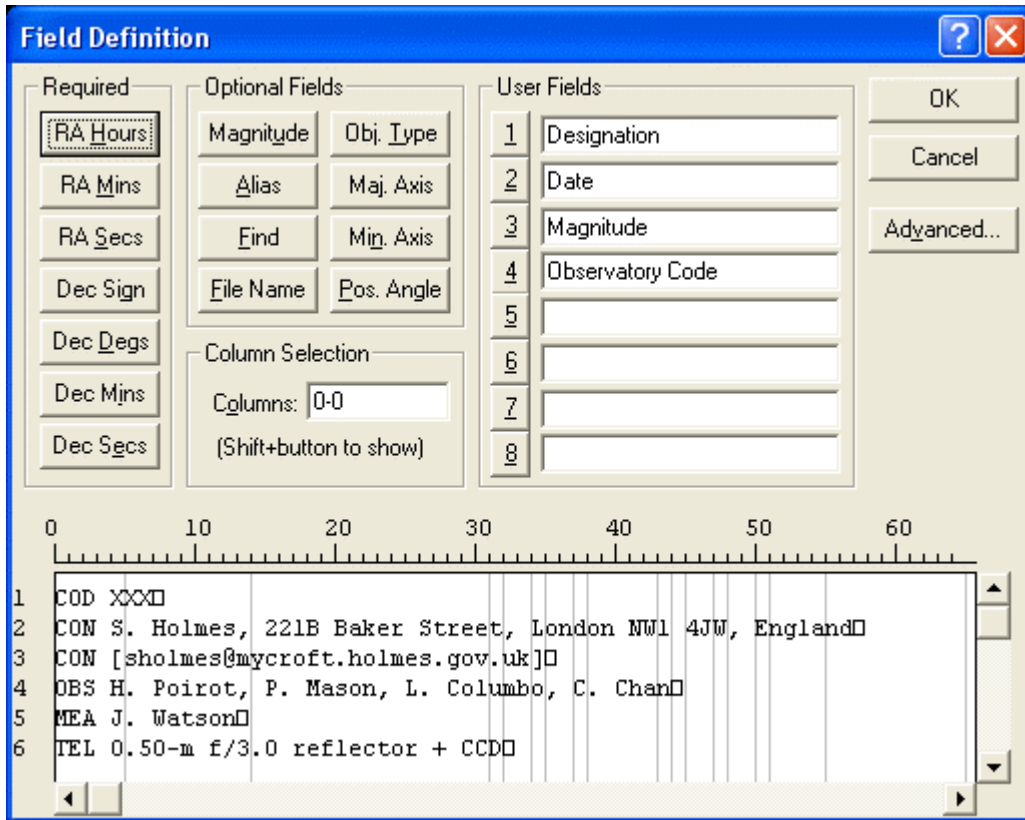 Field Definition
Required
RA Hours
RA Mins
RA Secs
Dec Sign
Dec Degs
Dec Mins
Dec Secs
Optional Fields
Magnitude Obj. Type
Alias Maj. Axis
Find Min. Axis
File Name Pos. Angle
Column Selection
Columns: 0-0
(Shift+button to show)
User Fields
1 Designation
2 Date
3 Magnitude
4 Observatory Code
5
6
7
8
OK
Cancel
Advanced...
0 10 20 30 40 50 60
1 COD XXX
2 CON S. Holmes, 221B Baker Street, London NW1 4JW, England
3 CON [sholmes@mycroft.holmes.gov.uk]
4 OBS H. Poirot, P. Mason, L. Columbo, C. Chan
5 MEA J. Watson
6 TEL 0.50-m f/3.0 reflector + CCD